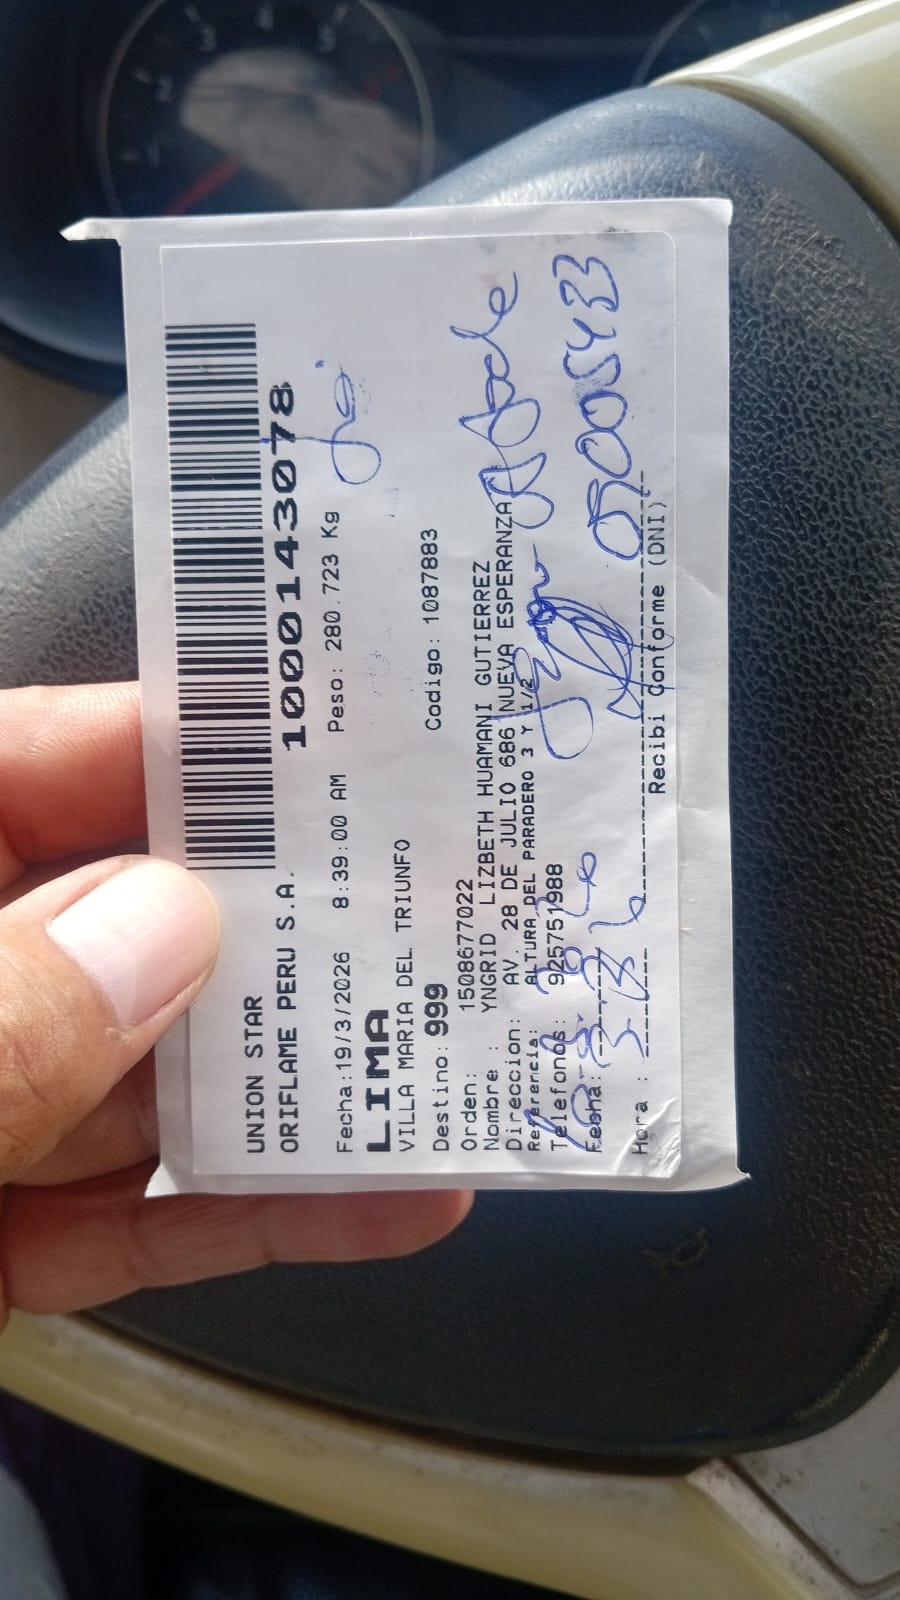 UNION STAR
ORIFLAME PERU S.A.
1000143078
Fecha:19/3/2026 8:39:00 AM Peso: 280.723 Kg
LIMA
VILLA MARIA DEL TRIUNFO
Destino: 999 Codigo: 1087883
Orden: 1508677022
Nombre : YNGRID LIZBETH HUAMANI GUTIERREZ
Direccion: AV. 28 DE JULIO 686 NUEVA ESPERANZA
Referencia: ALTURA DEL PARADERO 3 Y 1/2
Telefonos: 925751988
Fecha:
Hora :
Recibi Conforme (DNI)